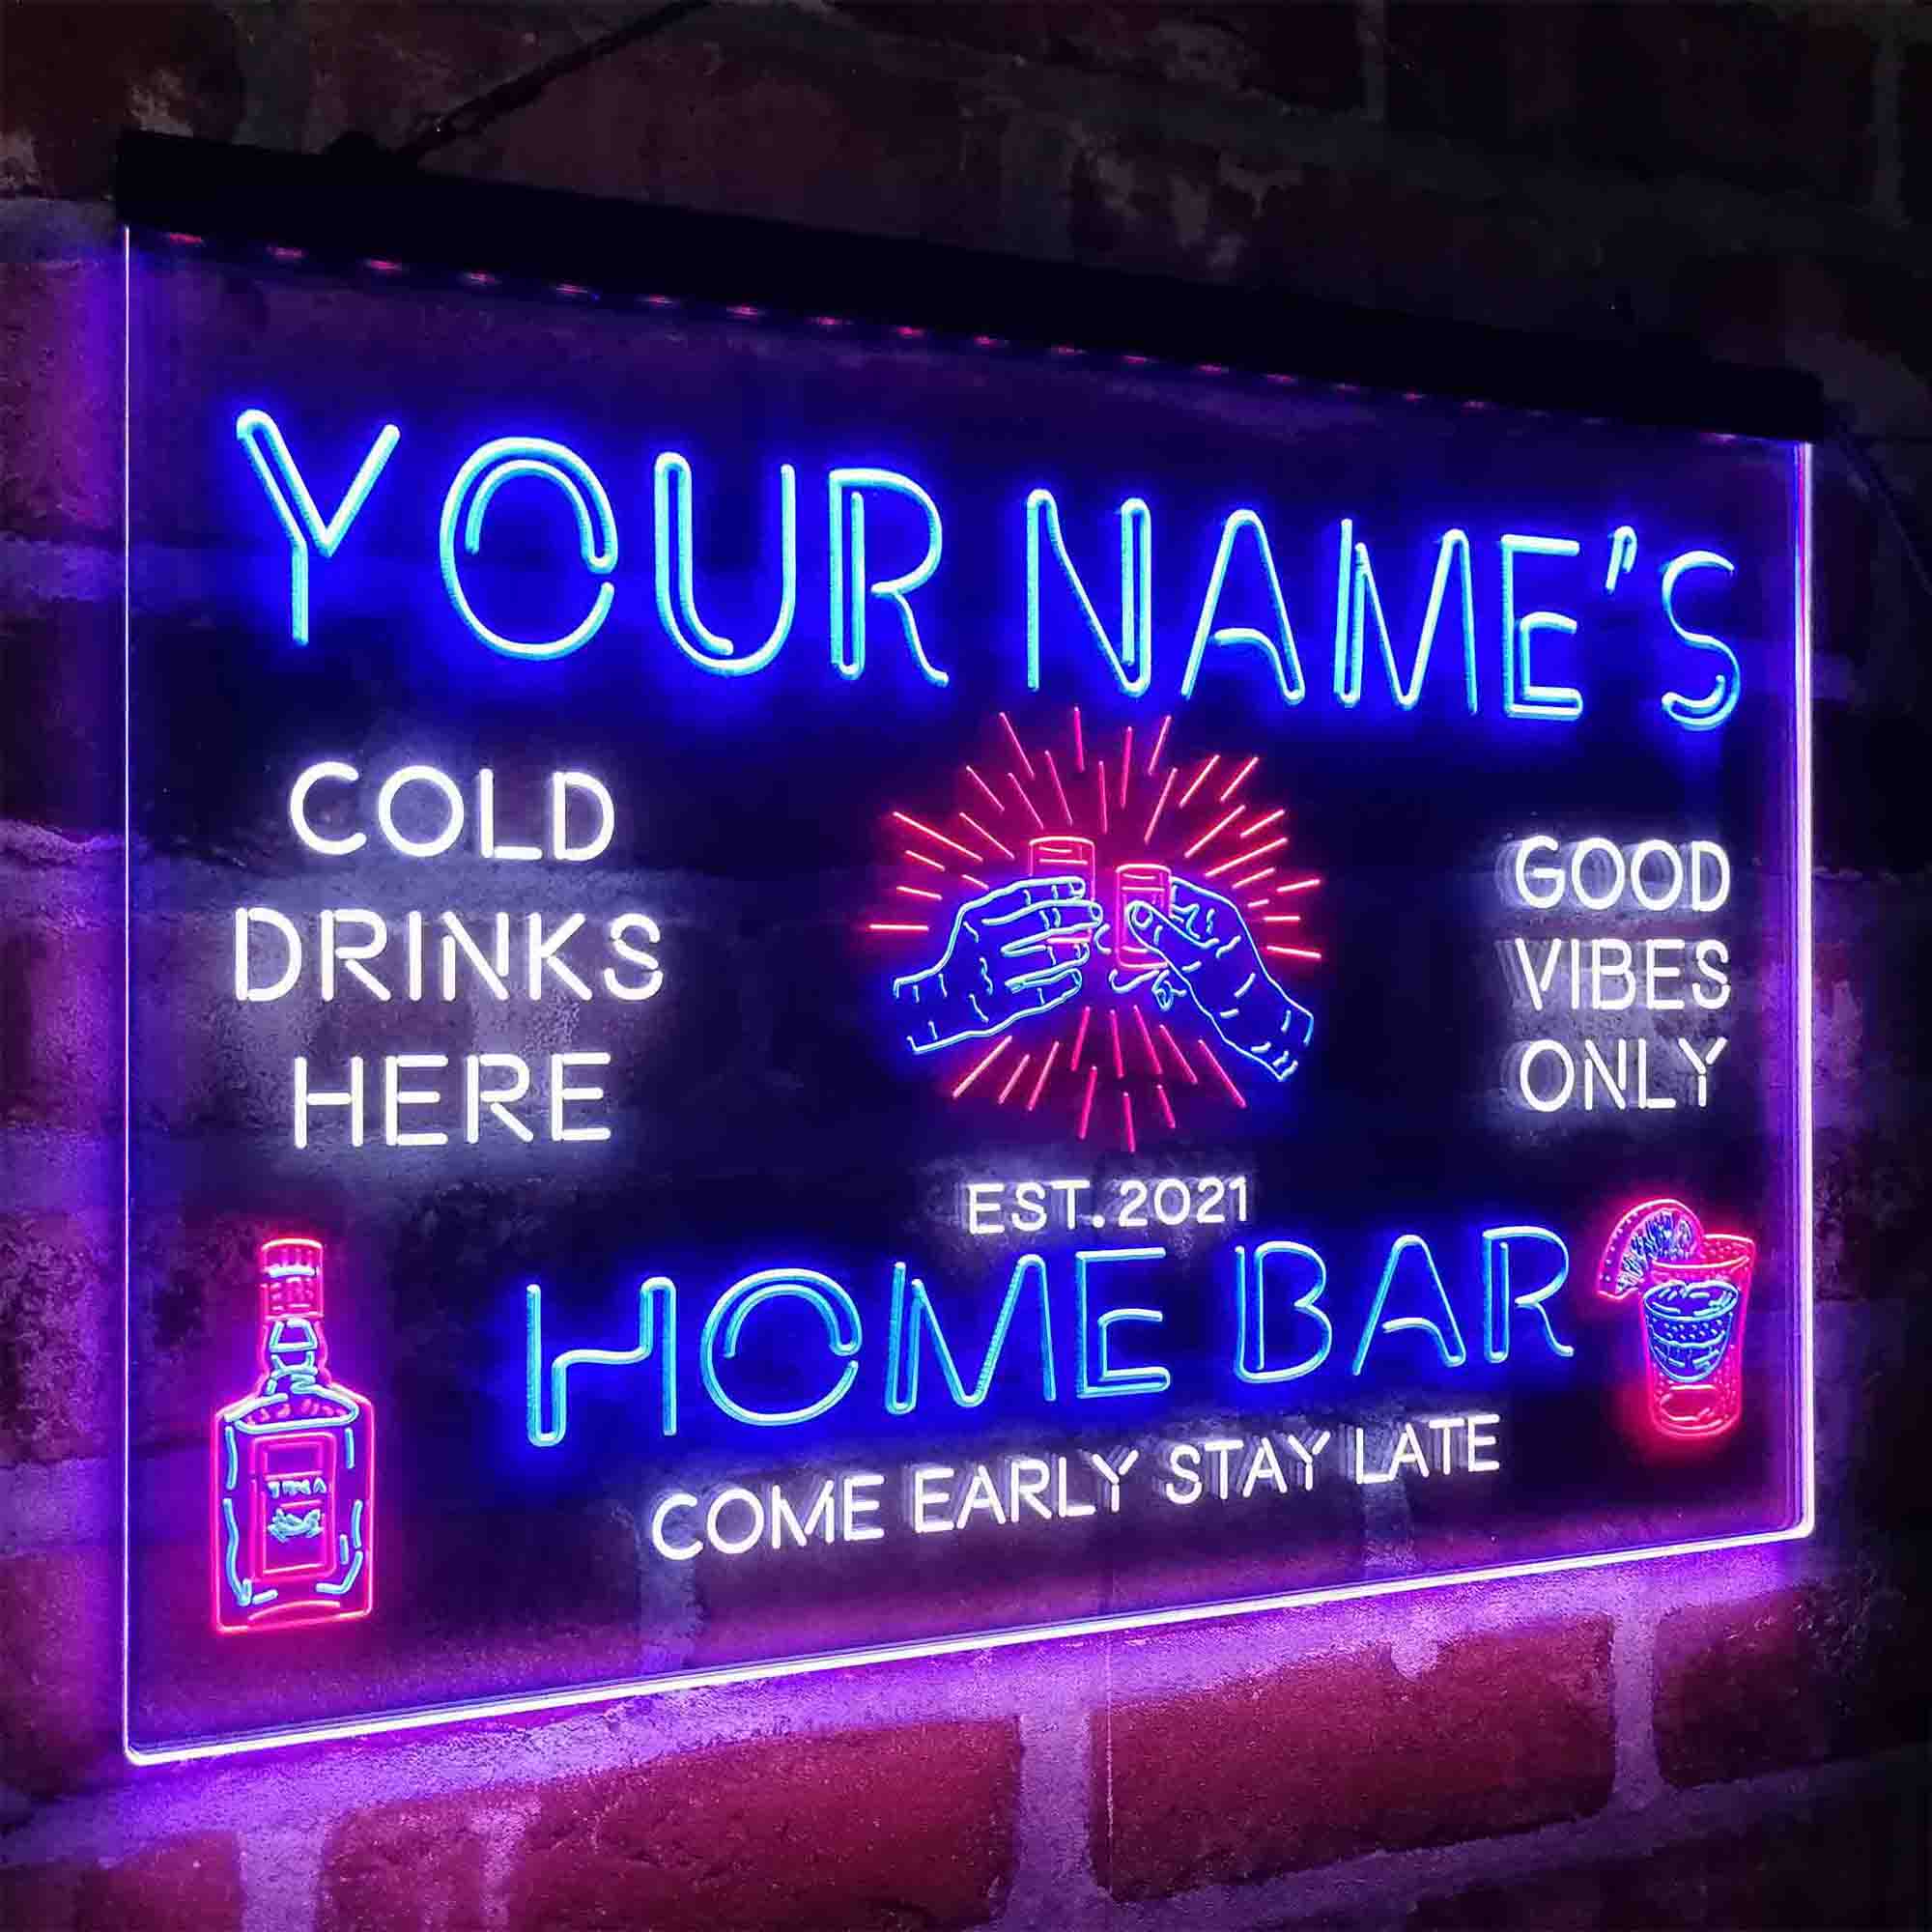 YOUR NAME'S
COLD
DRINKS
HERE
GOOD
VIBES
ONLY
EST.2021
HOME BAR
COME EARLY STAY LATE